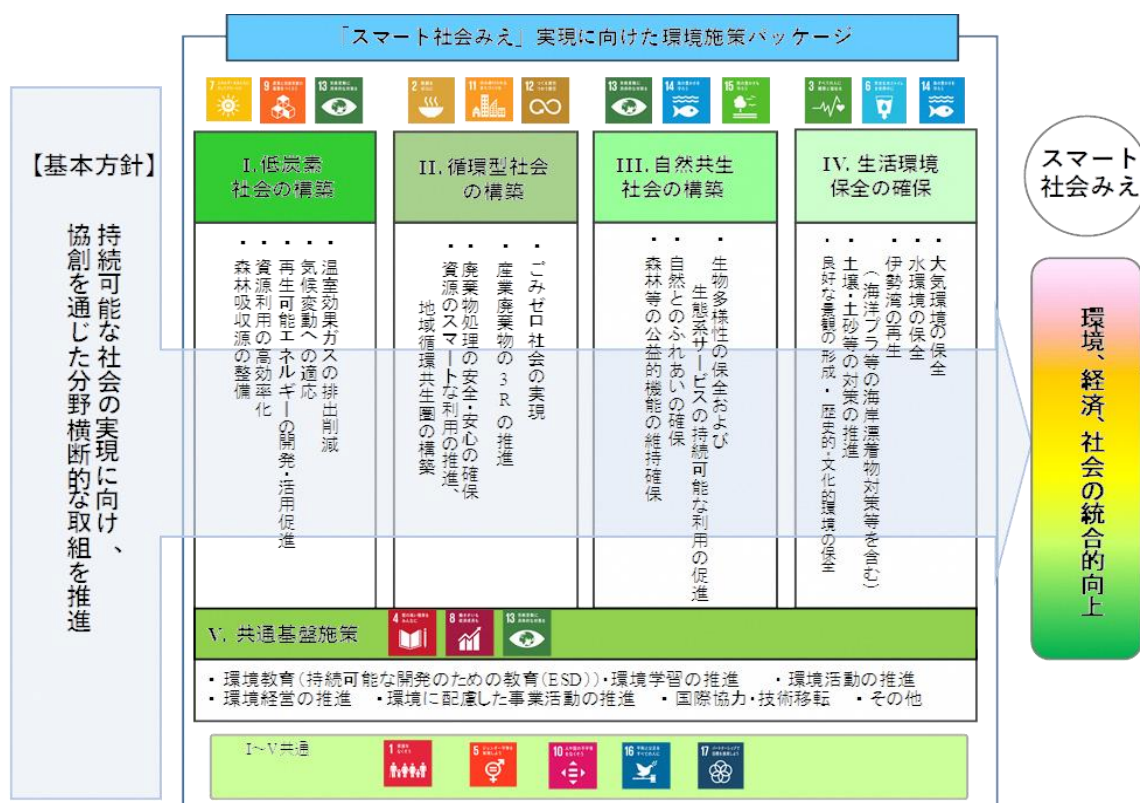 「スマート社会みえ」実現に向けた環境施策パッケージ
【基本方針】
持続可能な社会の実現に向け、
協創を通じた分野横断的な取組を推進
7
9
13
2
11
12
13
14
15
3
6
14
I.低炭素
社会の構築
II.循環型社会
の構築
III.自然共生
社会の構築
IV.生活環境
保全の確保
・温室効果ガスの排出削減
・気候変動への適応
・再生可能エネルギーの開発・活用促進
・資源利用の高効率化
・森林吸収源の整備
・ごみゼロ社会の実現
・産業廃棄物の3Rの推進
・廃棄物処理の安全・安心の確保
・資源のスマートな利用の推進、
地域循環共生圏の構築
・生物多様性の保全および
生態系サービスの持続可能な利用の促進
・自然とのふれあいの確保
・森林等の公益的機能の維持確保
・大気環境の保全
・水環境の保全
・伊勢湾の再生
(海洋プラ等の海岸漂着物対策等を含む)
・土壌・土砂等の対策の推進
・良好な景観の形成・歴史的・文化的環境の保全
V. 共通基盤施策
4
8
13
・環境教育(持続可能な開発のための教育(ESD))・環境学習の推進 ・環境活動の推進
・環境経営の推進 ・環境に配慮した事業活動の推進 ・国際協力・技術移転 ・その他
I～V共通
1
5
10
16
17
スマート
社会みえ
環境、経済、社会の統合的向上